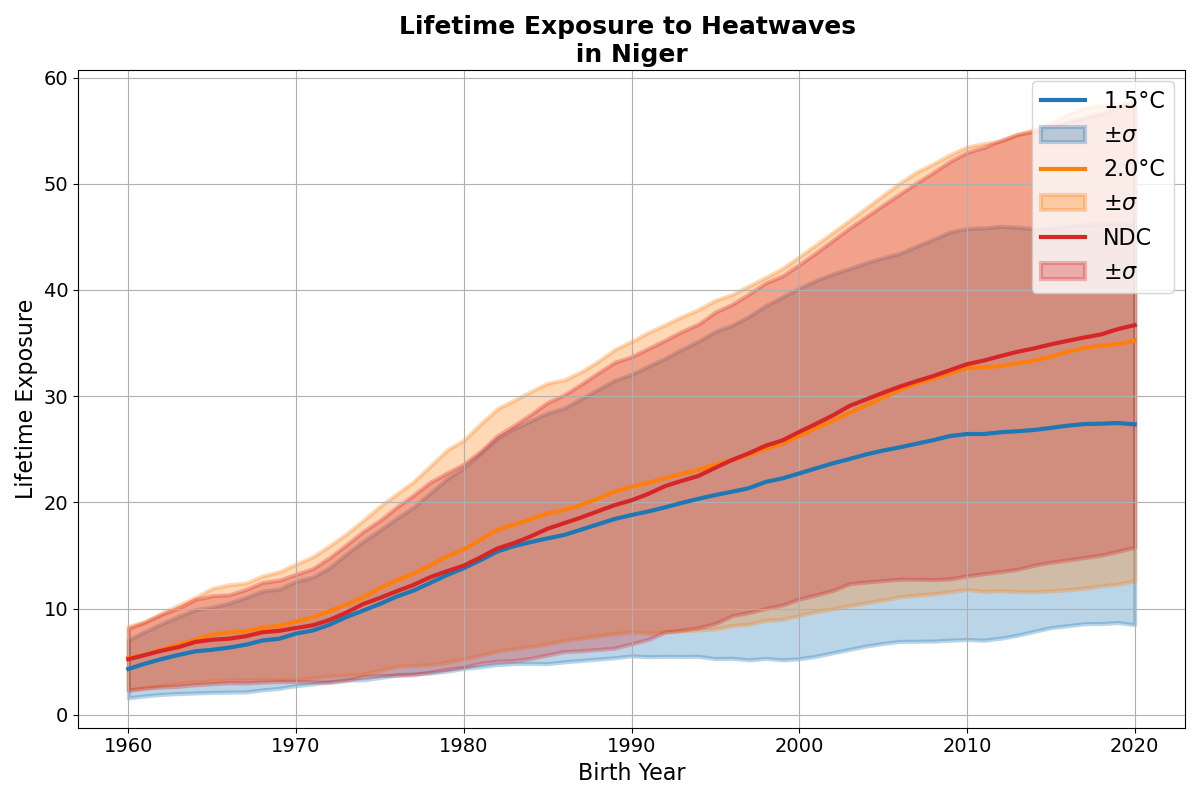 Lifetime Exposure to Heatwaves
in Niger
60
50
40
30
20
10
0
Lifetime Exposure
1.5°C
±σ
2.0°C
±σ
NDC
±σ
1960 1970 1980 1990 2000 2010 2020
Birth Year